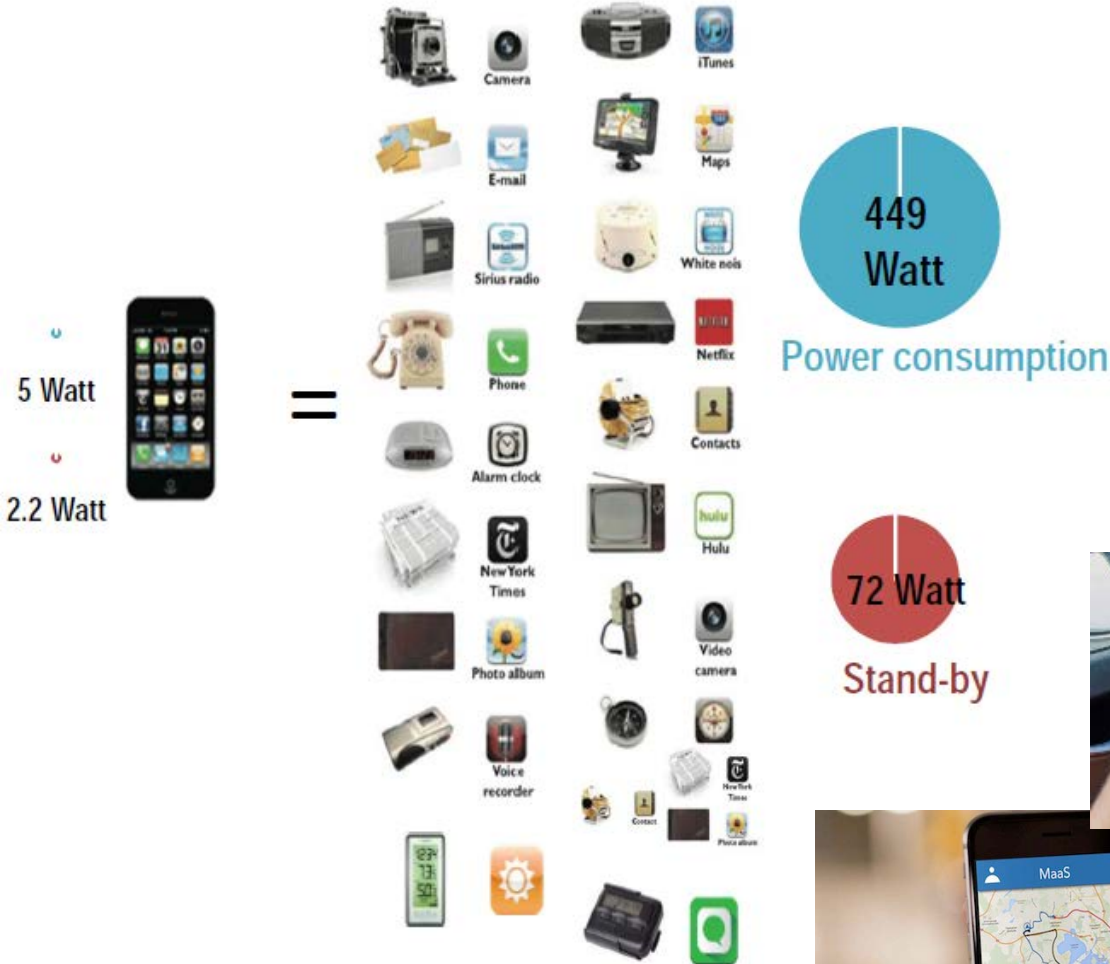 5 Watt
2.2 Watt
=
Camera
E-mail
Sirius radio
Phone
Alarm clock
NEWS
New York
Times
Photo album
Voice
recorder
iTunes
Maps
White nois
NETFLIX
Netflix
Contacts
hulu
Hulu
Video
camera
New York
Times
Contact
Photo album
449
Watt
Power consumption
72 Watt
Stand-by
MaaS